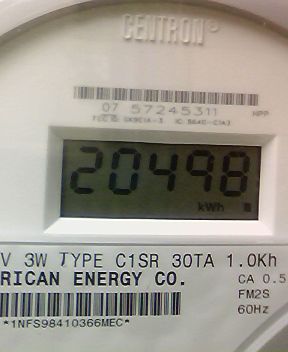 CENTRON®
07 57245311 HPP
20498
kWh
V 3W TYPE C1SR 30TA 1.0Kh
RICAN ENERGY CO. CA 0.5
FM2S
60Hz
*1NFS98410366MEC*